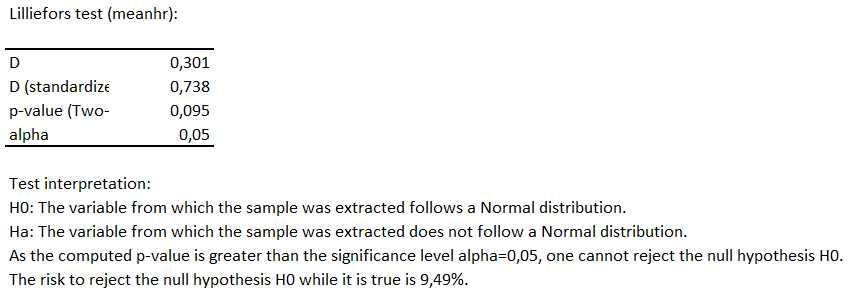 Lilliefors test (meanhr):
D 0,301
D (standardize 0,738
p-value (Two- 0,095
alpha 0,05
Test interpretation:
H0: The variable from which the sample was extracted follows a Normal distribution.
Ha: The variable from which the sample was extracted does not follow a Normal distribution.
As the computed p-value is greater than the significance level alpha=0,05, one cannot reject the null hypothesis H0.
The risk to reject the null hypothesis H0 while it is true is 9,49%.